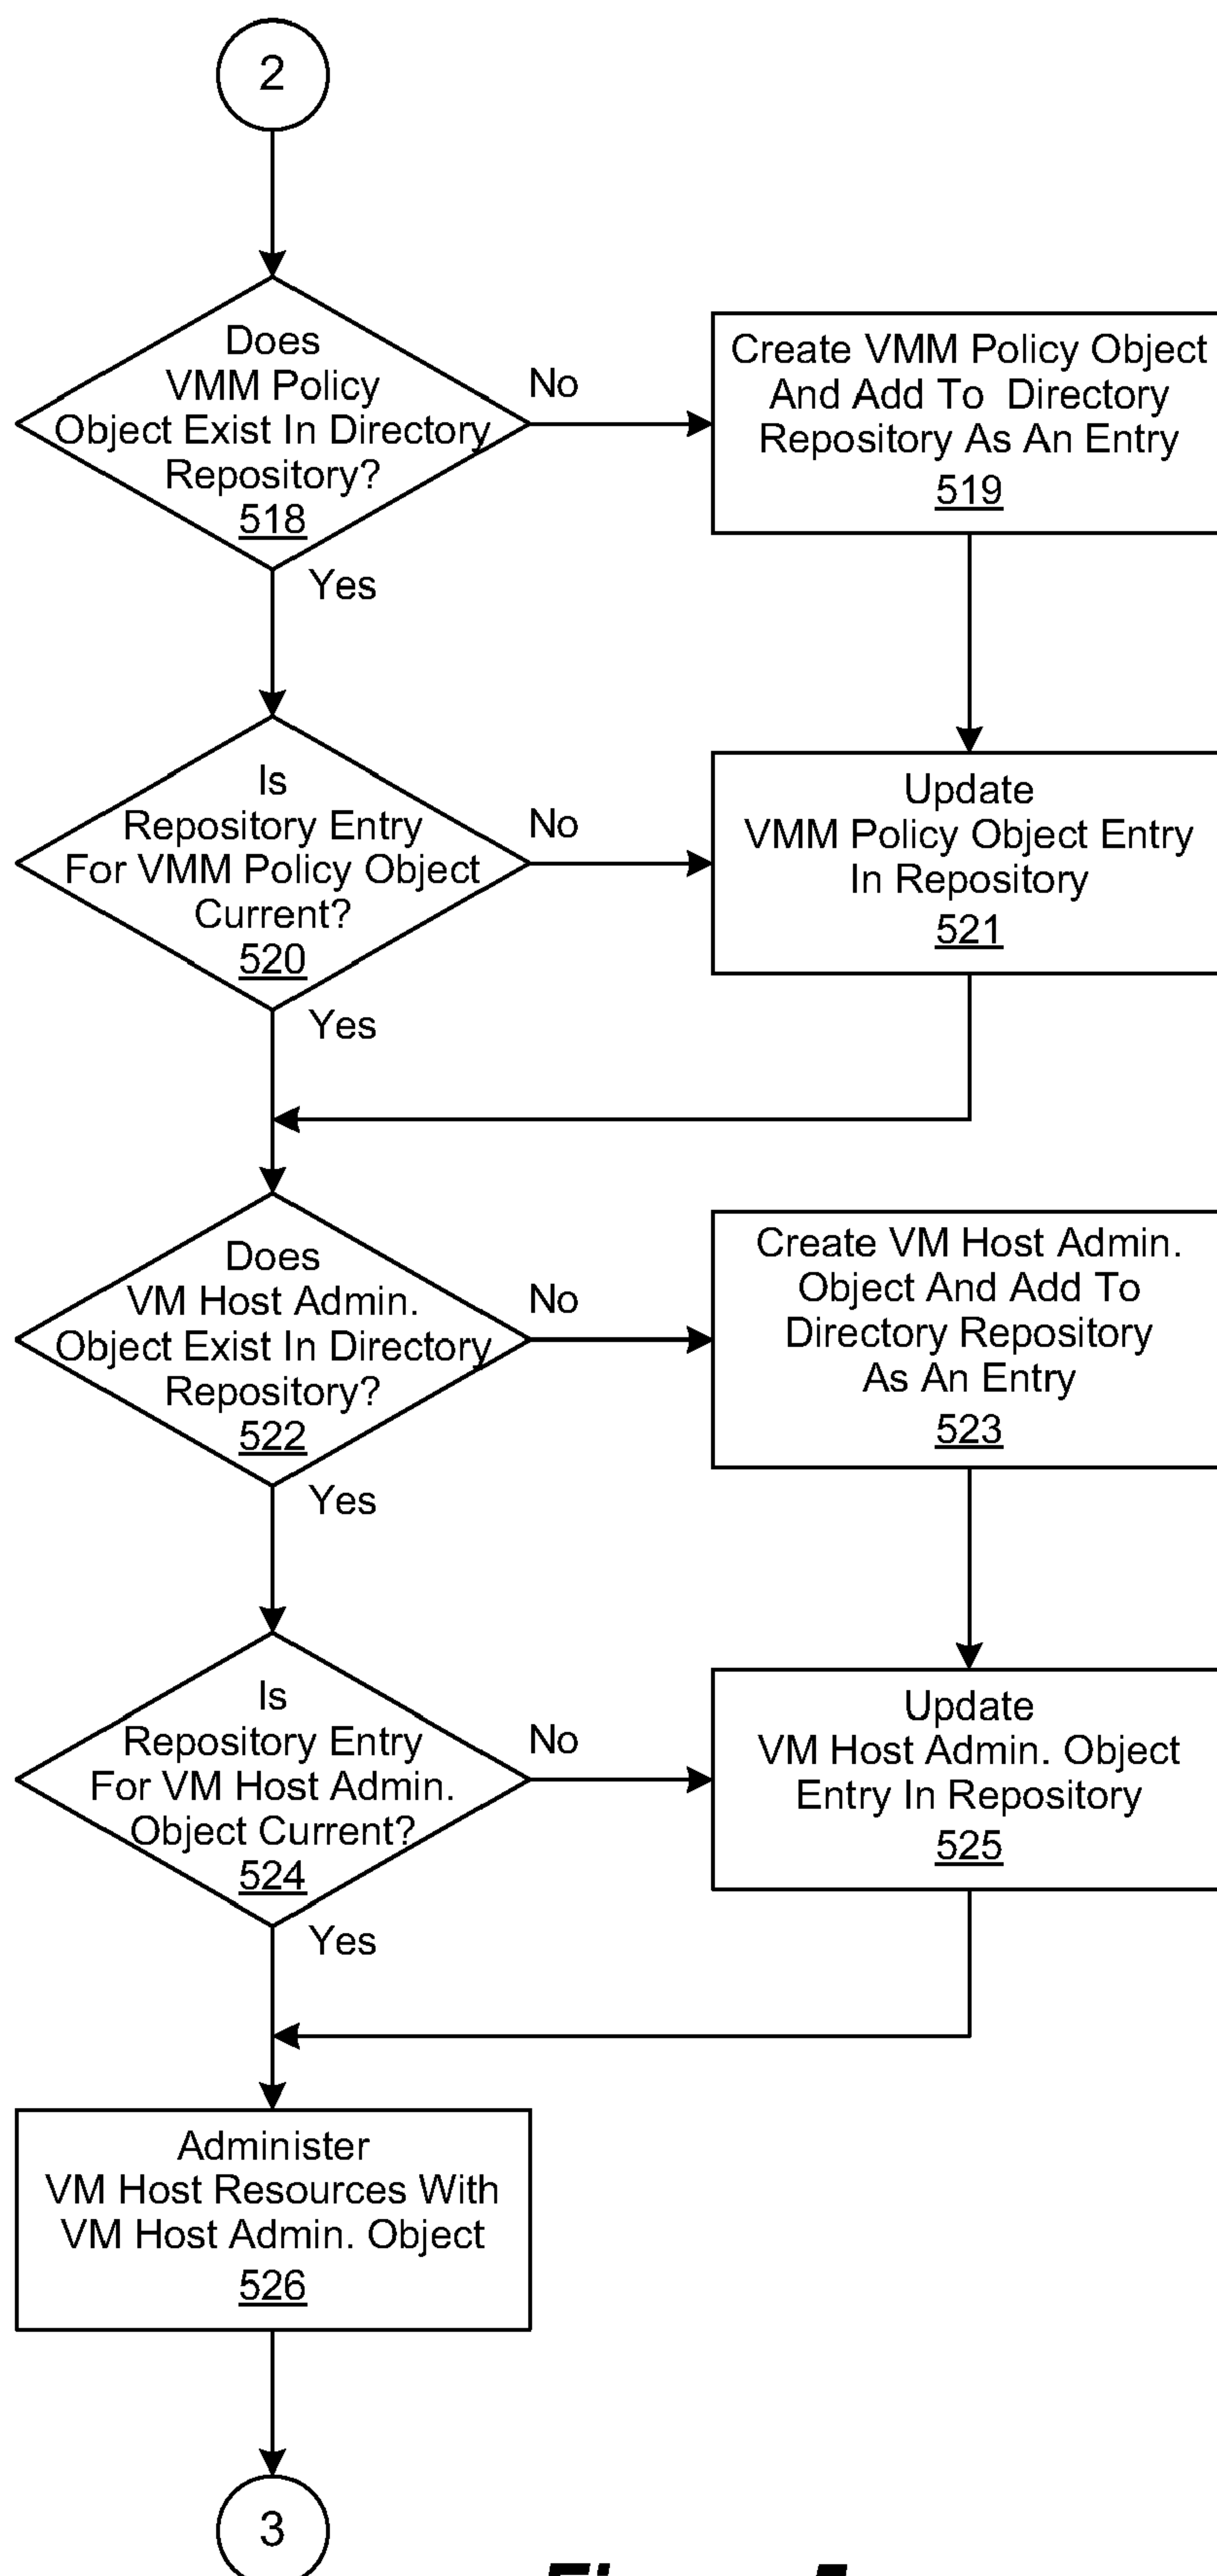 2
Does
VMM Policy
Object Exist In Directory
Repository?
518
No
Yes
Create VMM Policy Object
And Add To Directory
Repository As An Entry
519
Is
Repository Entry
For VMM Policy Object
Current?
520
No
Yes
Update
VMM Policy Object Entry
In Repository
521
Does
VM Host Admin.
Object Exist In Directory
Repository?
522
No
Yes
Create VM Host Admin.
Object And Add To
Directory Repository
As An Entry
523
Is
Repository Entry
For VM Host Admin.
Object Current?
524
No
Yes
Update
VM Host Admin. Object
Entry In Repository
525
Administer
VM Host Resources With
VM Host Admin. Object
526
3